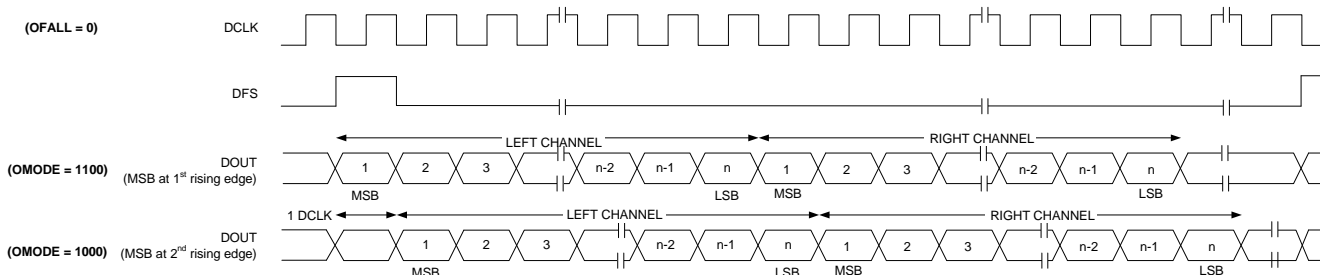 (OFALL = 0) DCLK
DFS
LEFT CHANNEL RIGHT CHANNEL
(OMODE = 1100) DOUT 1 2 3 n-2 n-1 n 1 2 3 n-2 n-1 n
(MSB at 1st rising edge)
MSB LSB MSB LSB
1 DCLK LEFT CHANNEL RIGHT CHANNEL
(OMODE = 1000) DOUT 1 2 3 n-2 n-1 n 1 2 3 n-2 n-1 n
(MSB at 2nd rising edge)
MSB LSB MSB LSB